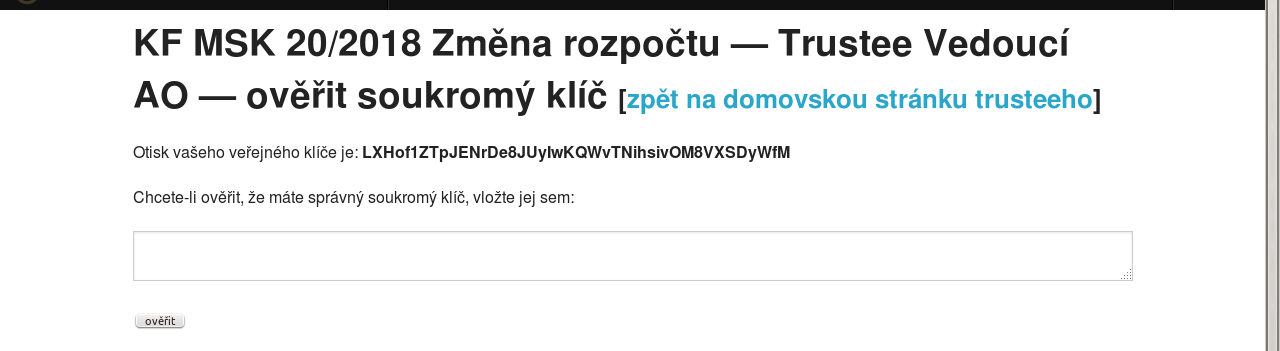 KF MSK 20/2018 Změna rozpočtu — Trustee Vedoucí
AO — ověřit soukromý klíč [zpět na domovskou stránku trusteeho]
Otisk vašeho veřejného klíče je: LXHof1ZTpJENrDe8JUyIwKQWvTNihsivOM8VXSDyWfM
Chcete-li ověřit, že máte správný soukromý klíč, vložte jej sem:
ověřit